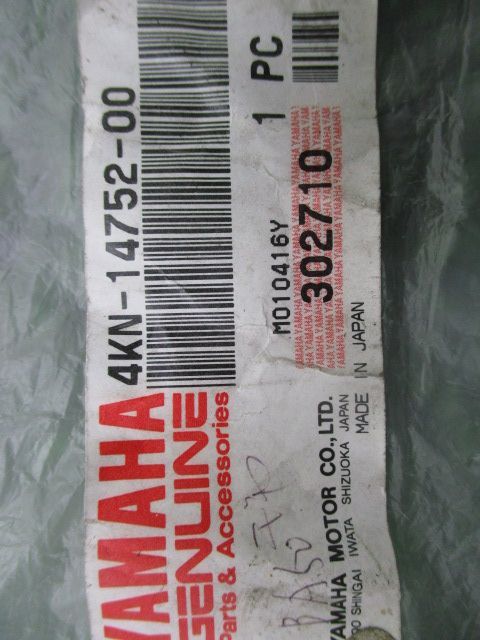 4KN-14752-00
1 PC
YAMAHA
GENUINE
Parts & Accessories
M010416Y
302710
YAMAHA MOTOR CO.,LTD.
SHINGAI IWATA SHIZUOKA JAPAN
MADE IN JAPAN